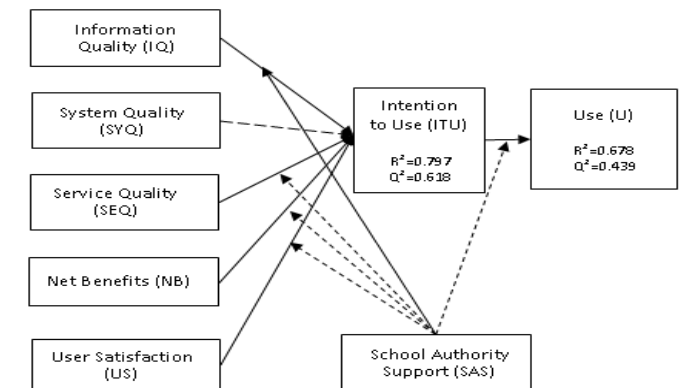 Information
Quality (IQ)
System Quality
(SYQ)
Service Quality
(SEQ)
Net Benefits (NB)
User Satisfaction
(US)
Intention
to Use (ITU)
R²=0.797
Q²=0.618
Use (U)
R²=0.678
Q²=0.439
School Authority
Support (SAS)